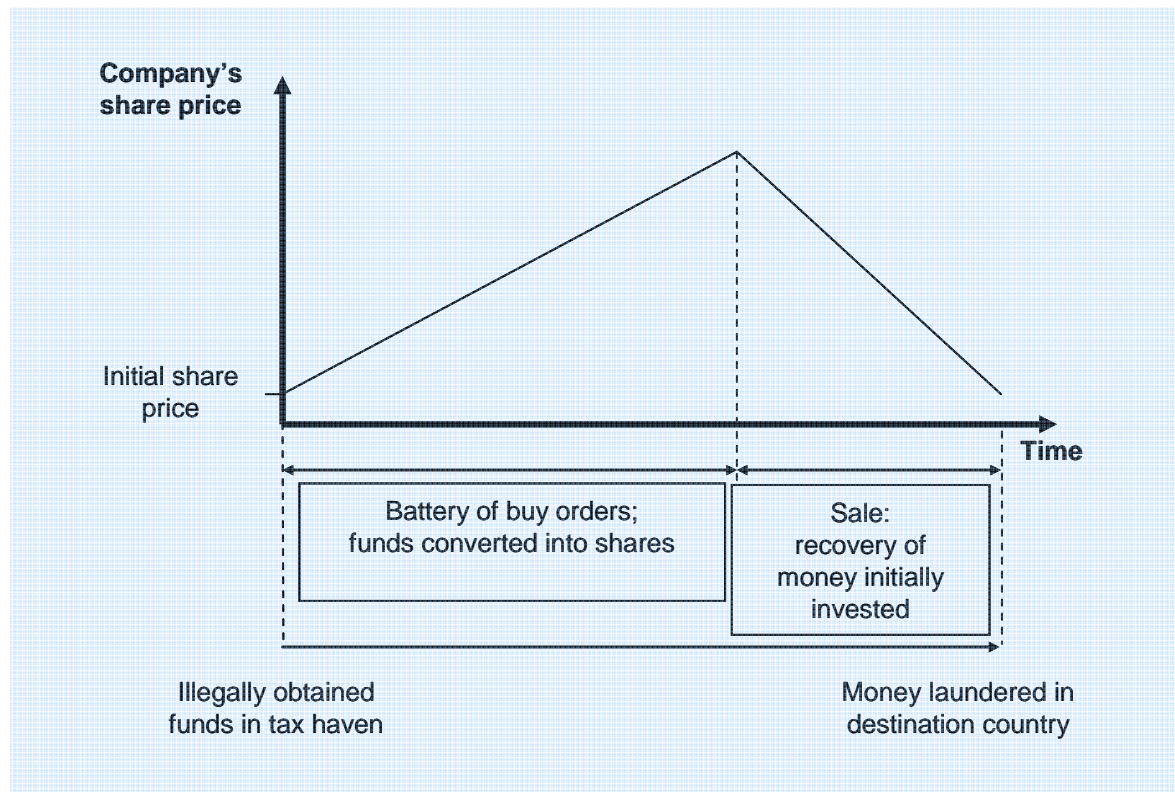 Company’s
share price
Initial share
price
Time
Battery of buy orders;
funds converted into shares
Sale:
recovery of
money initially
invested
Illegally obtained
funds in tax haven
Money laundered in
destination country